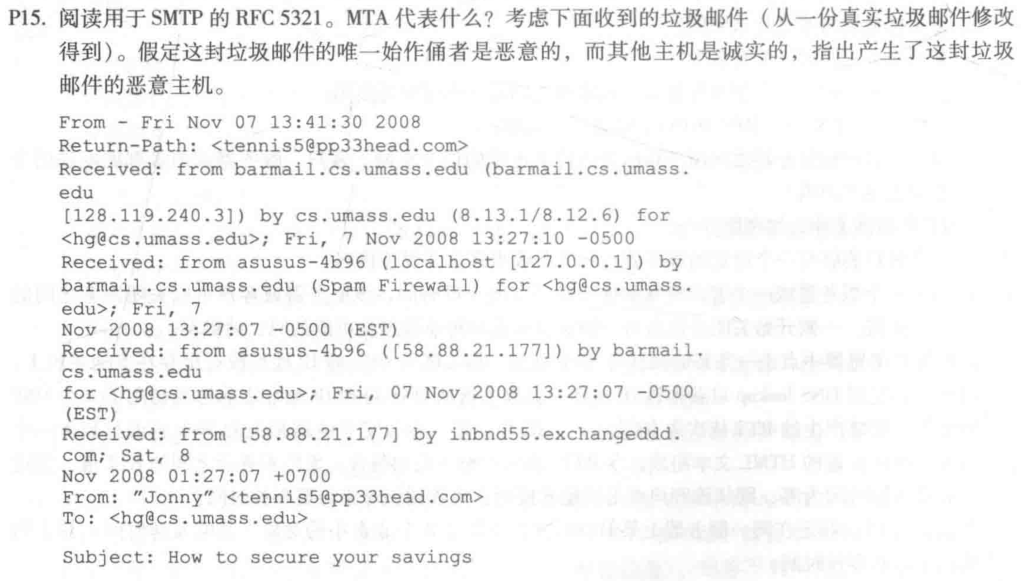 P15. 阅读用于 SMTP 的 RFC 5321。MTA 代表什么？考虑下面收到的垃圾邮件（从一份真实垃圾邮件修改
得到）。假定这封垃圾邮件的唯一始作俑者是恶意的，而其他主机是诚实的，指出产生了这封垃圾
邮件的恶意主机。
From - Fri Nov 07 13:41:30 2008
Return-Path: <tennis5@pp33head.com>
Received: from barmail.cs.umass.edu (barmail.cs.umass.
edu
[128.119.240.3]) by cs.umass.edu (8.13.1/8.12.6) for
<hg@cs.umass.edu>; Fri, 7 Nov 2008 13:27:10 -0500
Received: from asusus-4b96 (localhost [127.0.0.1]) by
barmail.cs.umass.edu (Spam Firewall) for <hg@cs.umass.
edu>; Fri, 7
Nov 2008 13:27:07 -0500 (EST)
Received: from asusus-4b96 ([58.88.21.177]) by barmail.
cs.umass.edu
for <hg@cs.umass.edu>; Fri, 07 Nov 2008 13:27:07 -0500
(EST)
Received: from [58.88.21.177] by inbnd55.exchangeddd.
com; Sat, 8
Nov 2008 01:27:07 +0700
From: "Jonny" <tennis5@pp33head.com>
To: <hg@cs.umass.edu>
Subject: How to secure your savings